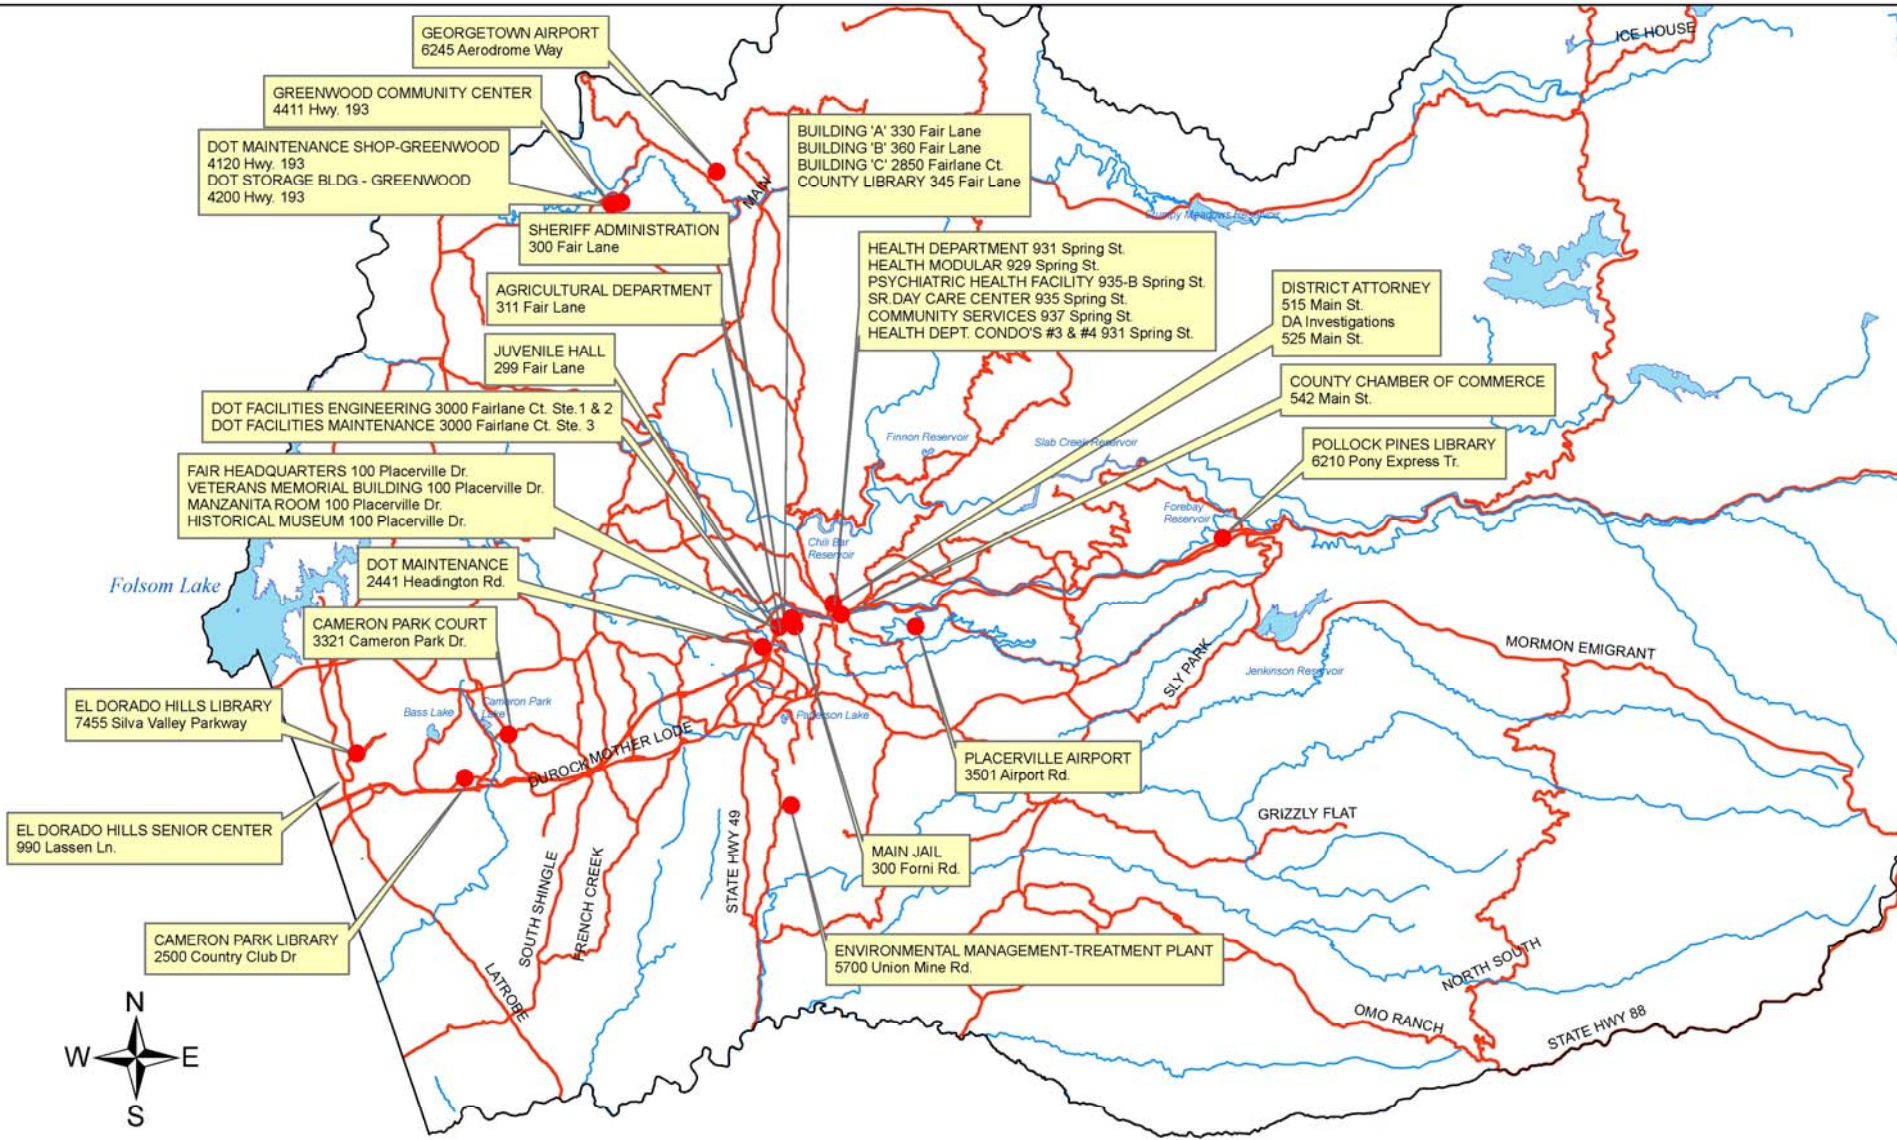 GEORGETOWN AIRPORT
6245 Aerodrome Way
ICE HOUSE
GREENWOOD COMMUNITY CENTER
4411 Hwy. 193
DOT MAINTENANCE SHOP-GREENWOOD
4120 Hwy. 193
DOT STORAGE BLDG.- GREENWOOD
4200 Hwy. 193
BUILDING 'A' 330 Fair Lane
BUILDING 'B' 360 Fair Lane
BUILDING 'C' 2850 Fairlane Ct.
COUNTY LIBRARY 345 Fair Lane
MAIN
Stumpy Meadows Reservoir
SHERIFF ADMINISTRATION
300 Fair Lane
HEALTH DEPARTMENT 931 Spring St.
HEALTH MODULAR 929 Spring St.
PSYCHIATRIC HEALTH FACILITY 935-B Spring St.
SR.DAY CARE CENTER 935 Spring St.
COMMUNITY SERVICES 937 Spring St.
HEALTH DEPT. CONDO'S #3 & #4 931 Spring St.
AGRICULTURAL DEPARTMENT
311 Fair Lane
DISTRICT ATTORNEY
515 Main St.
DA Investigations
525 Main St.
JUVENILE HALL
299 Fair Lane
COUNTY CHAMBER OF COMMERCE
542 Main St.
DOT FACILITIES ENGINEERING 3000 Fairlane Ct. Ste.1 & 2
DOT FACILITIES MAINTENANCE 3000 Fairlane Ct. Ste. 3
Finnon Reservoir
Slab Creek Reservoir
POLLOCK PINES LIBRARY
6210 Pony Express Tr.
FAIR HEADQUARTERS 100 Placerville Dr.
VETERANS MEMORIAL BUILDING 100 Placerville Dr.
MANZANITA ROOM 100 Placerville Dr.
HISTORICAL MUSEUM 100 Placerville Dr.
Forebay
Reservoir
Chili Bar
Reservoir
DOT MAINTENANCE
2441 Headington Rd.
Folsom Lake
CAMERON PARK COURT
3321 Cameron Park Dr.
MORMON EMIGRANT
SLY PARK
Jenkinson Reservoir
EL DORADO HILLS LIBRARY
7455 Silva Valley Parkway
Bass Lake
Cameron Park
Lake
Patterson Lake
DUROCK
MOTHER LODE
PLACERVILLE AIRPORT
3501 Airport Rd.
GRIZZLY FLAT
EL DORADO HILLS SENIOR CENTER
990 Lassen Ln.
MAIN JAIL
300 Forni Rd.
STATE HWY 49
SOUTH SHINGLE
FRENCH CREEK
CAMERON PARK LIBRARY
2500 Country Club Dr
ENVIRONMENTAL MANAGEMENT-TREATMENT PLANT
5700 Union Mine Rd.
LATROBE
NORTH SOUTH
OMO RANCH
STATE HWY 88
N
W E
S